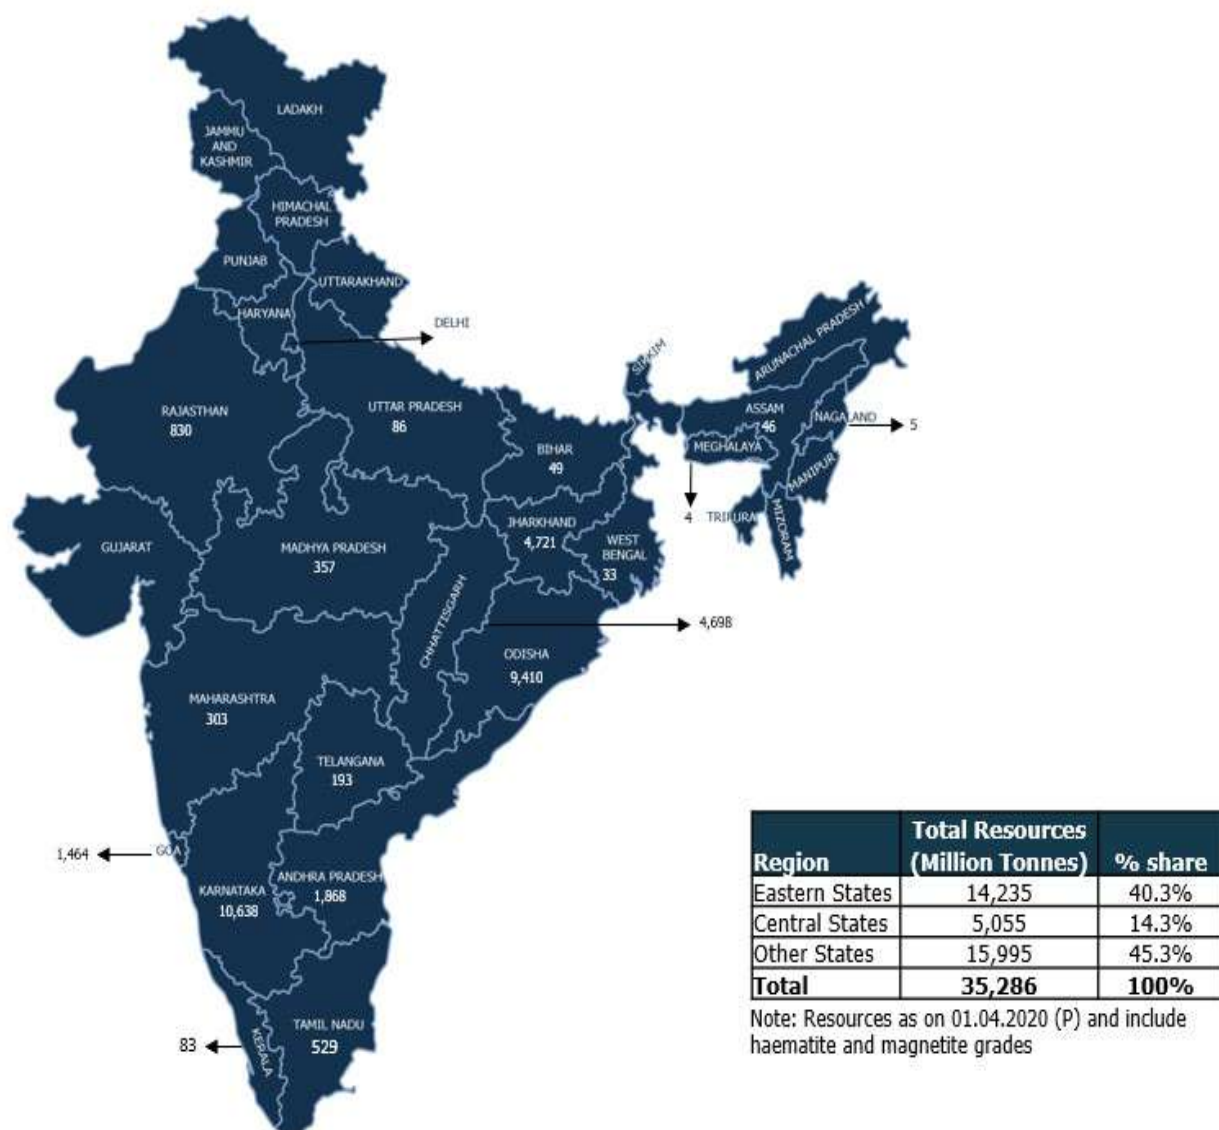 LADAKH
JAMMU
AND
KASHMIR
HIMACHAL
PRADESH
PUNJAB
UTTARAKHAND
HARYANA
DELHI
ARUNACHAL PRADESH
SIKKIM
RAJASTHAN
830
UTTAR PRADESH
86
ASSAM
46
NAGALAND
5
BIHAR
49
MEGHALAYA
4
MANIPUR
TRIPURA
MIZORAM
JHARKHAND
4,721
WEST
BENGAL
33
GUJARAT
MADHYA PRADESH
357
CHHATTISGARH
4,698
ODISHA
9,410
MAHARASHTRA
303
TELANGANA
193
1,464
GOA
KARNATAKA
10,638
ANDHRA PRADESH
1,868
TAMIL NADU
529
83
KERALA
Region Total Resources (Million Tonnes) % share
Eastern States 14,235 40.3%
Central States 5,055 14.3%
Other States 15,995 45.3%
Total 35,286 100%
Note: Resources as on 01.04.2020 (P) and include
haematite and magnetite grades